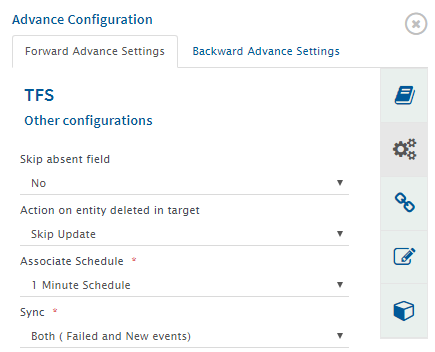 Advance Configuration
Forward Advance Settings
Backward Advance Settings
TFS
Other configurations
Skip absent field
No
Action on entity deleted in target
Skip Update
Associate Schedule *
1 Minute Schedule
Sync *
Both ( Failed and New events)